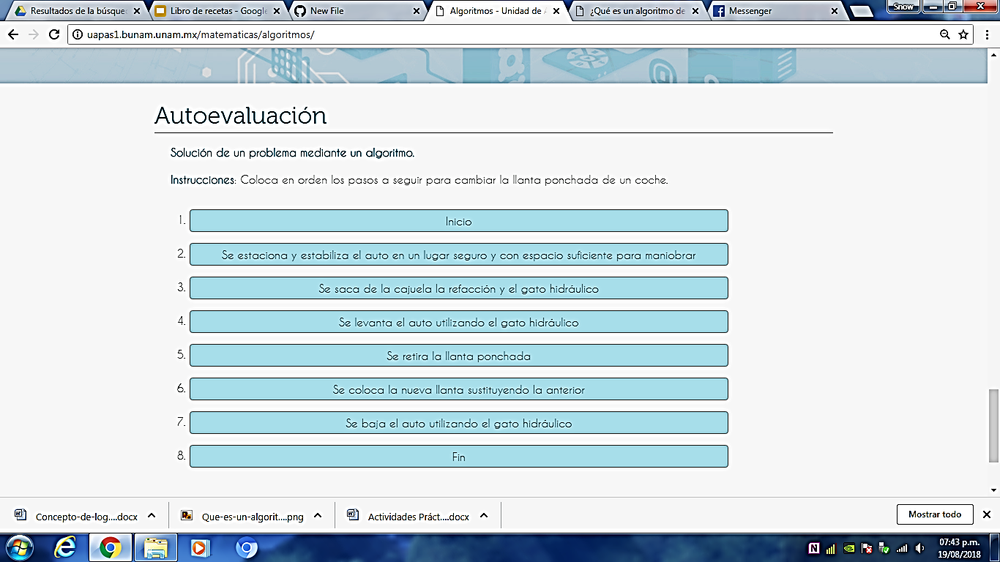 Resultados de la búsque
Libro de recetas - Google
New File
Algoritmos - Unidad de A
¿Qué es un algoritmo de
Messenger
Snow
uapas1.bunam.unam.mx/matematicas/algoritmos/
Autoevaluación
Solución de un problema mediante un algoritmo.
Instrucciones: Coloca en orden los pasos a seguir para cambiar la llanta ponchada de un coche.
1. Inicio
2. Se estaciona y estabiliza el auto en un lugar seguro y con espacio suficiente para maniobrar
3. Se saca de la cajuela la refacción y el gato hidráulico
4. Se levanta el auto utilizando el gato hidráulico
5. Se retira la llanta ponchada
6. Se coloca la nueva llanta sustituyendo la anterior
7. Se baja el auto utilizando el gato hidráulico
8. Fin
Concepto-de-log....docx
Que-es-un-algorit....png
Actividades Práct....docx
Mostrar todo
07:43 p.m.
19/08/2018